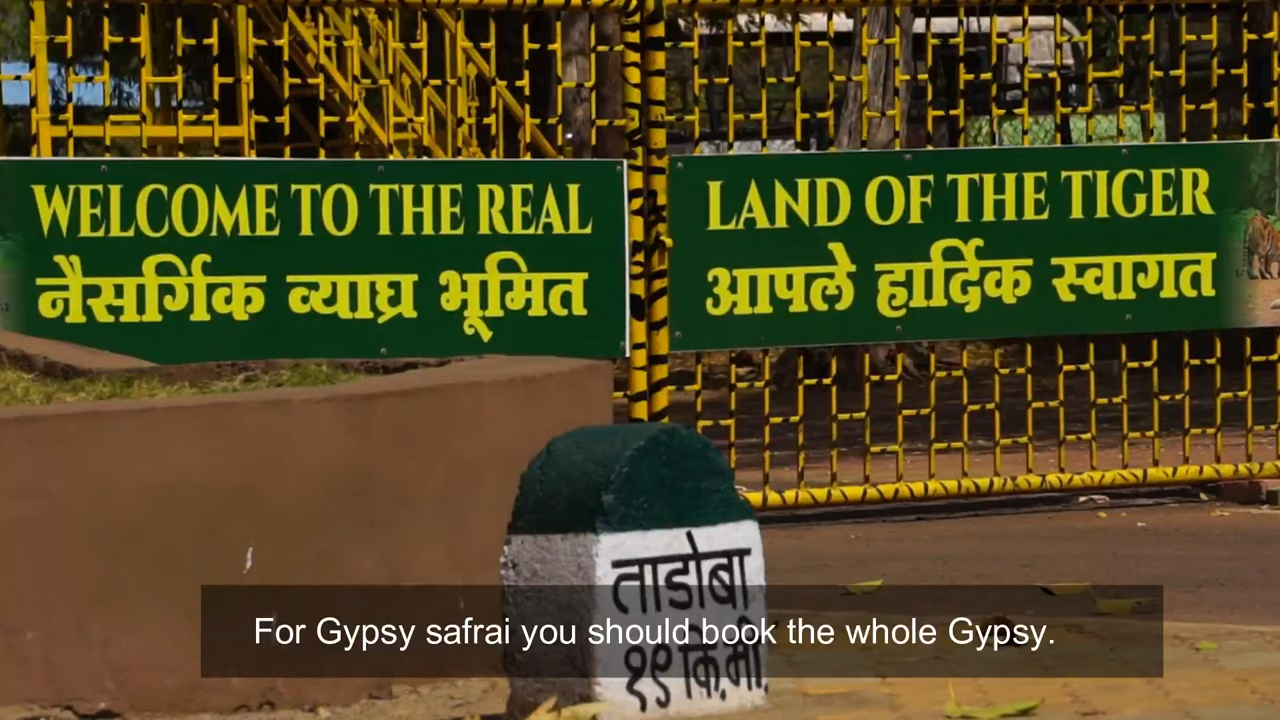 WELCOME TO THE REAL
नैसर्गिक व्याघ्र भूमित
LAND OF THE TIGER
आपले हार्दिक स्वागत
ताडोबा
१९ कि.मी.
For Gypsy safrai you should book the whole Gypsy.